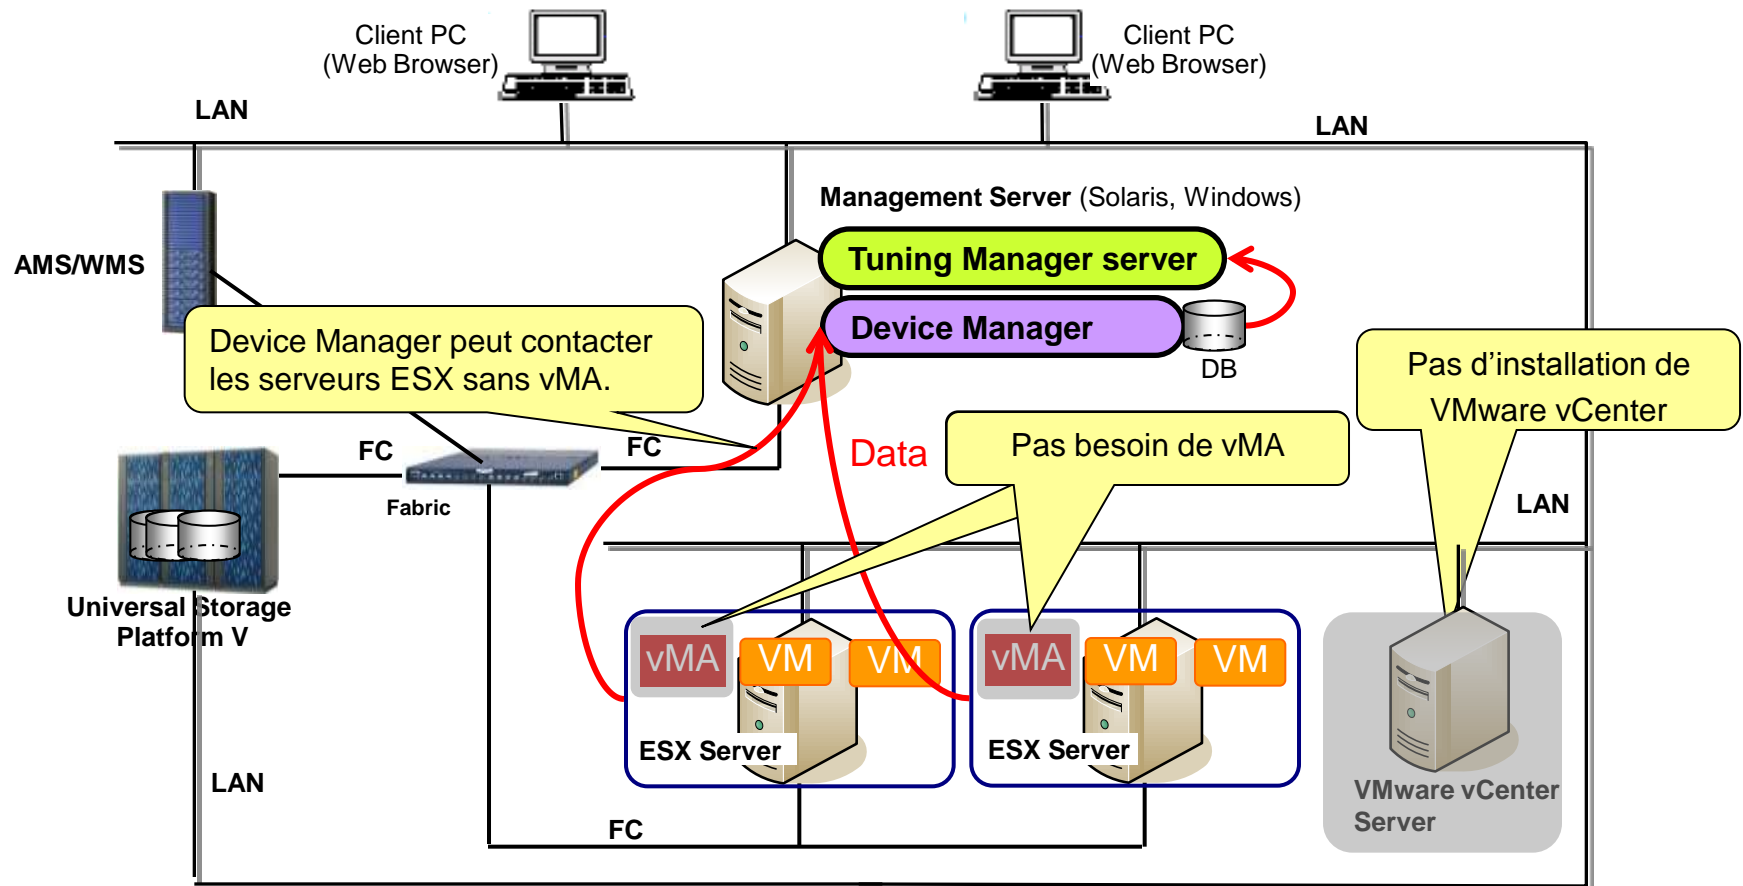 Client PC
(Web Browser)
Client PC
(Web Browser)
LAN
LAN
Management Server (Solaris, Windows)
AMS/WMS
Tuning Manager server
Device Manager
DB
Device Manager peut contacter
les serveurs ESX sans vMA.
Pas d’installation de
VMware vCenter
FC
FC
Data
Pas besoin de vMA
Fabric
LAN
Universal Storage
Platform V
vMA
VM
VM
vMA
VM
VM
ESX Server
ESX Server
LAN
VMware vCenter
Server
FC